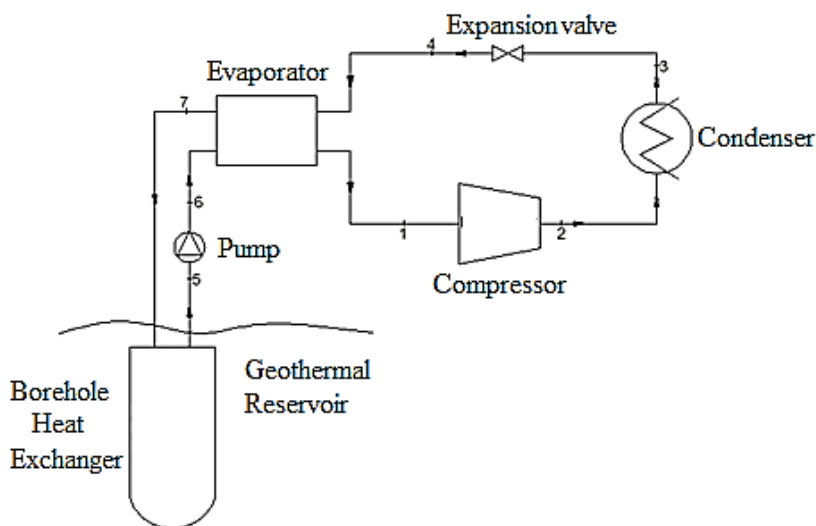 Expansion valve
4
3
Evaporator
7
Condenser
6
1
2
Pump
Compressor
5
Borehole
Heat
Exchanger
Geothermal
Reservoir